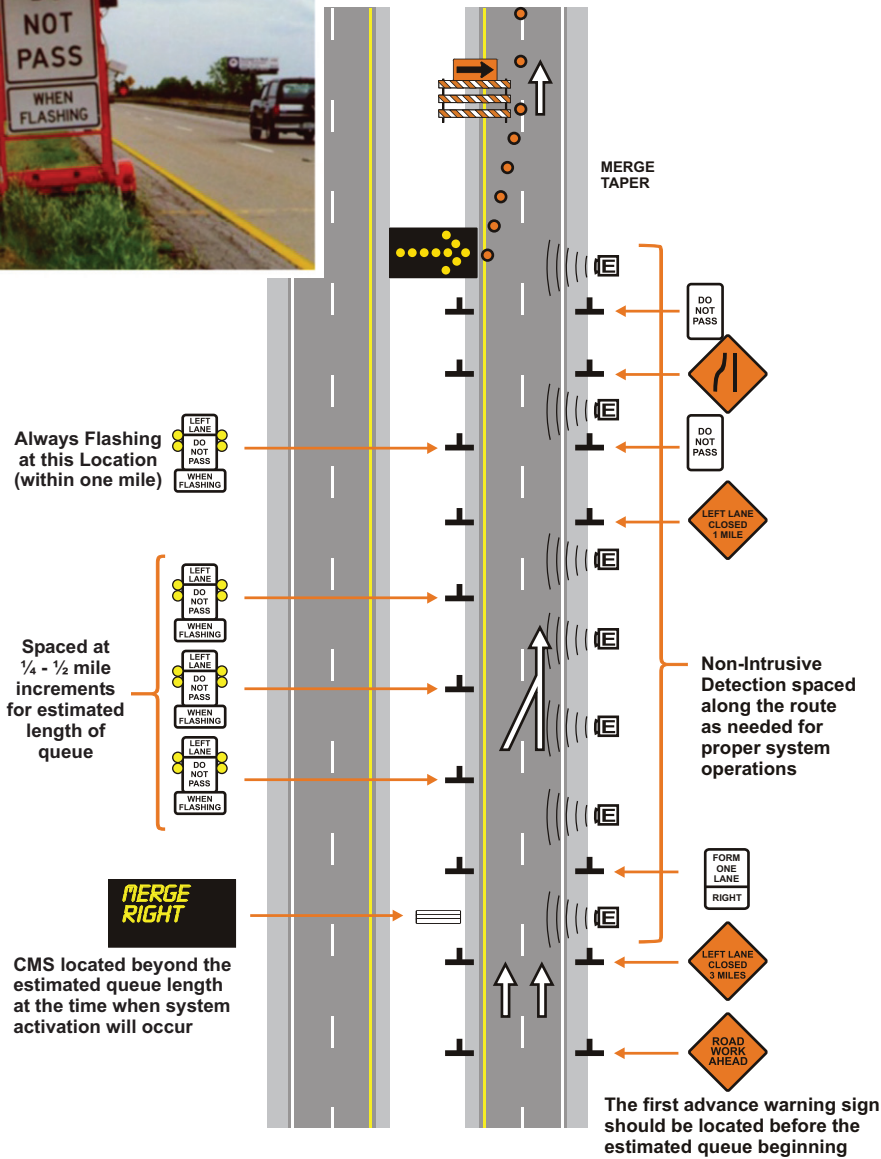 NOT
PASS
WHEN
FLASHING
MERGE
TAPER
DO
NOT
PASS
Always Flashing
at this Location
(within one mile)
LEFT
LANE
DO
NOT
PASS
WHEN
FLASHING
DO
NOT
PASS
LEFT LANE
CLOSED
1 MILE
Spaced at
¼ - ½ mile
increments
for estimated
length of
queue
LEFT
LANE
DO
NOT
PASS
WHEN
FLASHING
LEFT
LANE
DO
NOT
PASS
WHEN
FLASHING
LEFT
LANE
DO
NOT
PASS
WHEN
FLASHING
E
E
E
E
E
E
E
Non-Intrusive
Detection spaced
along the route
as needed for
proper system
operations
FORM
ONE
LANE
RIGHT
MERGE
RIGHT
CMS located beyond the
estimated queue length
at the time when system
activation will occur
LEFT LANE
CLOSED
3 MILES
ROAD
WORK
AHEAD
The first advance warning sign
should be located before the
estimated queue beginning